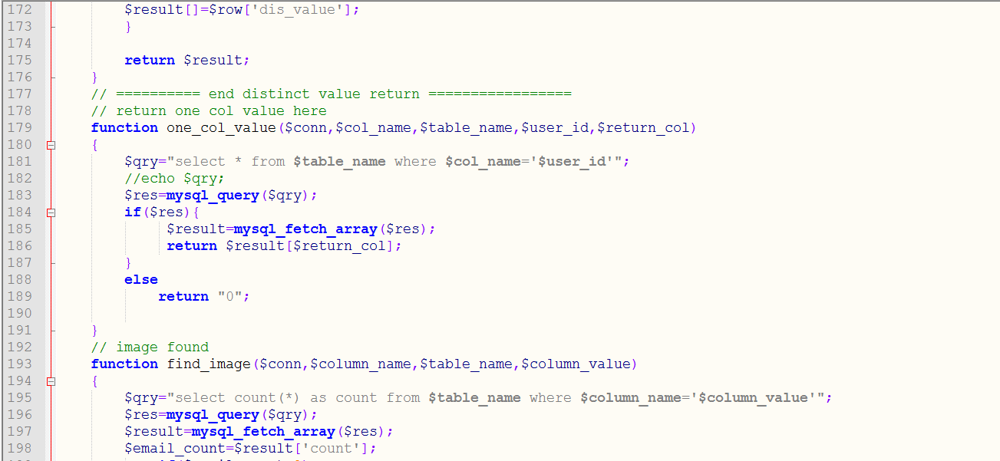 172 $result[]=$row['dis_value'];
173 }
174
175 return $result;
176 }
177 // ========== end distinct value return =================
178 // return one col value here
179 function one_col_value($conn,$col_name,$table_name,$user_id,$return_col)
180 {
181 $qry="select * from $table_name where $col_name='$user_id'";
182 //echo $qry;
183 $res=mysql_query($qry);
184 if($res){
185 $result=mysql_fetch_array($res);
186 return $result[$return_col];
187 }
188 else
189 return "0";
190
191 }
192 // image found
193 function find_image($conn,$column_name,$table_name,$column_value)
194 {
195 $qry="select count(*) as count from $table_name where $column_name='$column_value'";
196 $res=mysql_query($qry);
197 $result=mysql_fetch_array($res);
198 $email_count=$result['count'];